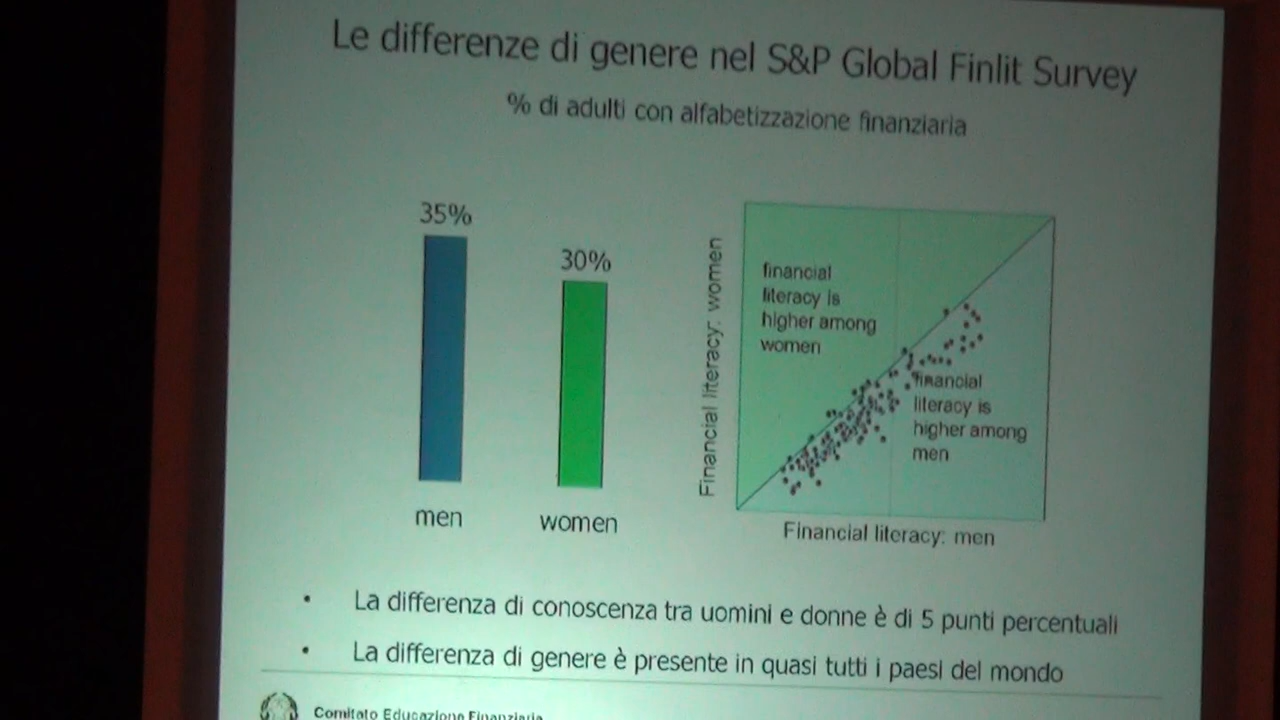 Le differenze di genere nel S&P Global Finlit Survey
% di adulti con alfabetizzazione finanziaria
35%
30%
men
women
Financial literacy: women
financial
literacy is
higher among
women
financial
literacy is
higher among
men
Financial literacy: men
• La differenza di conoscenza tra uomini e donne è di 5 punti percentuali
• La differenza di genere è presente in quasi tutti i paesi del mondo
Comitato Educazione Finanziaria